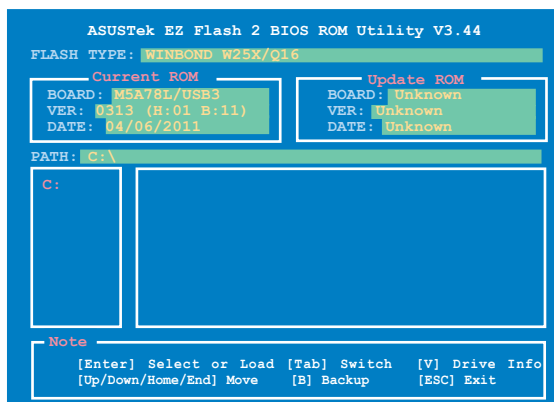 ASUSTek EZ Flash 2 BIOS ROM Utility V3.44
FLASH TYPE: WINBOND W25X/Q16
Current ROM
BOARD: M5A78L/USB3
VER: 0313 (H:01 B:11)
DATE: 04/06/2011
Update ROM
BOARD: Unknown
VER: Unknown
DATE: Unknown
PATH: C:\
C:
Note
[Enter] Select or Load [Tab] Switch [V] Drive Info
[Up/Down/Home/End] Move [B] Backup [ESC] Exit